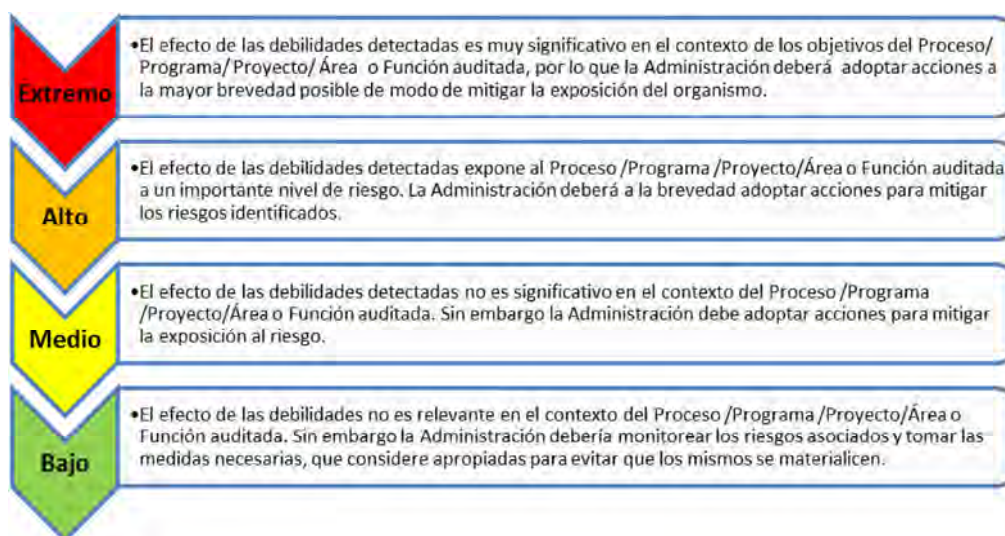 Extremo
•El efecto de las debilidades detectadas es muy significativo en el contexto de los objetivos del Proceso/
Programa/ Proyecto/ Área o Función auditada, por lo que la Administración deberá adoptar acciones a
la mayor brevedad posible de modo de mitigar la exposición del organismo.
Alto
•El efecto de las debilidades detectadas expone al Proceso /Programa /Proyecto/Área o Función auditada
a un importante nivel de riesgo. La Administración deberá a la brevedad adoptar acciones para mitigar
los riesgos identificados.
Medio
•El efecto de las debilidades detectadas no es significativo en el contexto del Proceso /Programa
/Proyecto/Área o Función auditada. Sin embargo la Administración debe adoptar acciones para mitigar
la exposición al riesgo.
Bajo
•El efecto de las debilidades no es relevante en el contexto del Proceso /Programa /Proyecto/Área o
Función auditada. Sin embargo la Administración debería monitorear los riesgos asociados y tomar las
medidas necesarias, que considere apropiadas para evitar que los mismos se materialicen.